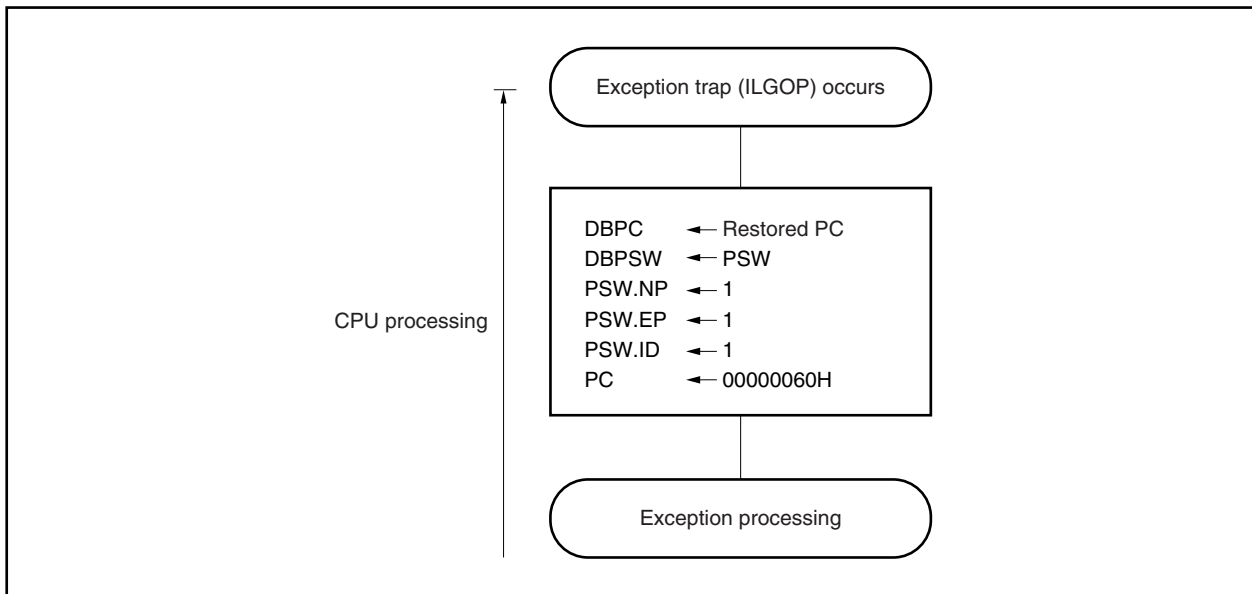 Exception trap (ILGOP) occurs
CPU processing
DBPC ← Restored PC
DBPSW ← PSW
PSW.NP ← 1
PSW.EP ← 1
PSW.ID ← 1
PC ← 00000060H
Exception processing